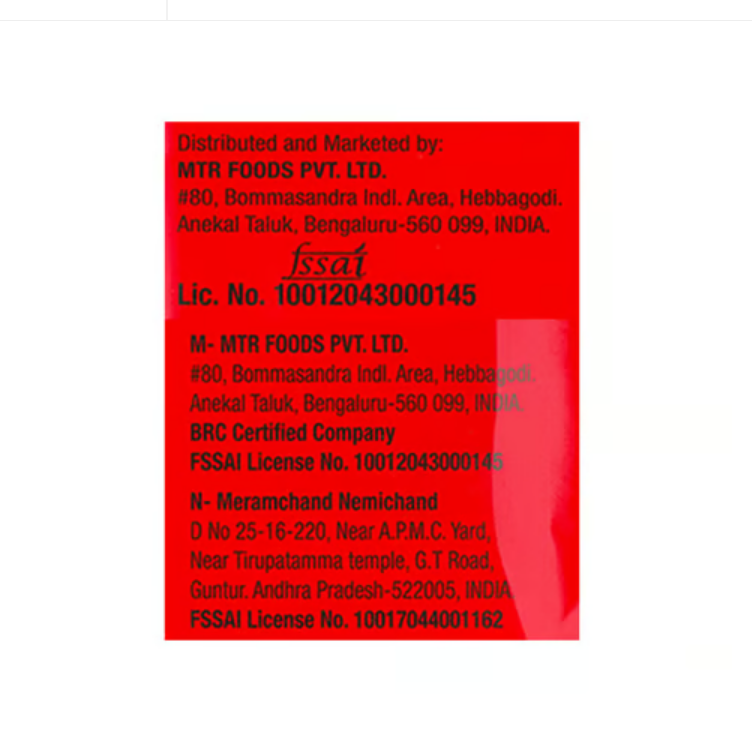 Distributed and Marketed by:
MTR FOODS PVT. LTD.
#80, Bommasandra Indl. Area, Hebbagodi.
Anekal Taluk, Bengaluru-560 099, INDIA.
fssai
Lic. No. 10012043000145
M- MTR FOODS PVT. LTD.
#80, Bommasandra Indl. Area, Hebbagodi.
Anekal Taluk, Bengaluru-560 099, INDIA.
BRC Certified Company
FSSAI License No. 10012043000145
N- Meramchand Nemichand
D No 25-16-220, Near A.P.M.C. Yard,
Near Tirupatamma temple, G.T Road,
Guntur. Andhra Pradesh-522005, INDIA
FSSAI License No. 10017044001162